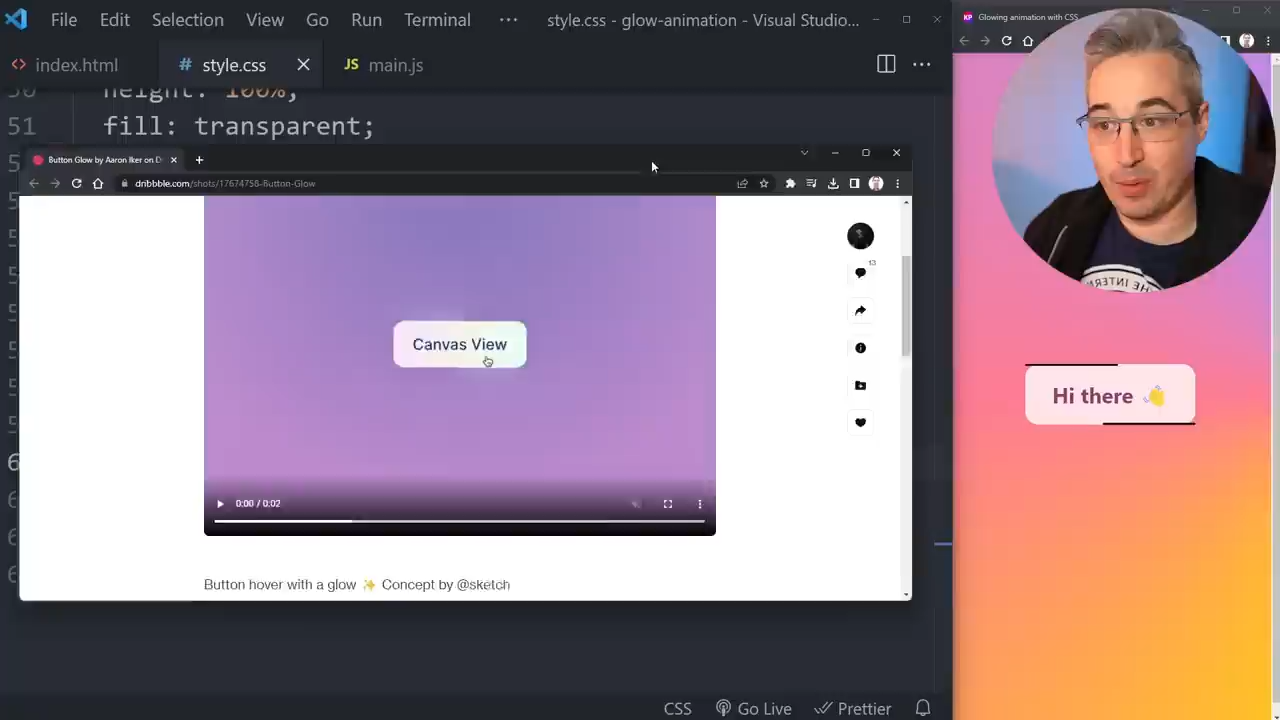 File Edit Selection View Go Run Terminal ··· style.css - glow-animation - Visual Studio...
Glowing animation with CSS
index.html
# style.css
JS main.js
height: 100%;
51 fill: transparent;
Button Glow by Aaron Iker on D
dribbble.com/shots/17674758-Button-Glow
13
Canvas View
Hi there 👋
0:00 / 0:02
Button hover with a glow ✨ Concept by @sketch
CSS Go Live Prettier